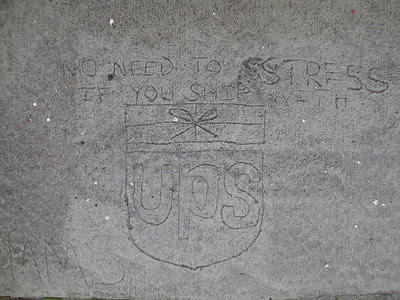 NO NEED TO STRESS
IF YOU SHIP WITH
ups